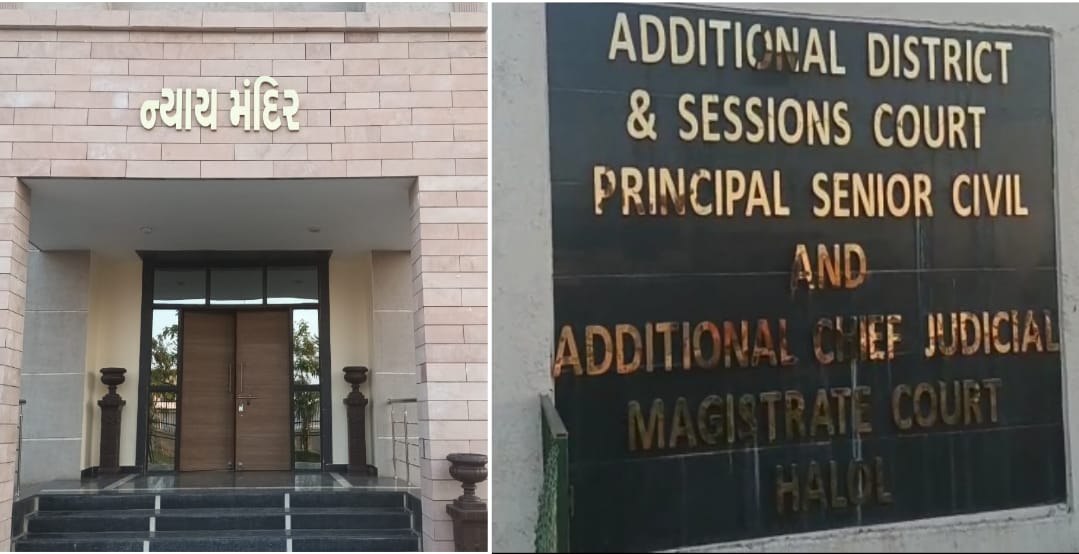 ન્યાય મંદિર
ADDITIONAL DISTRICT
& SESSIONS COURT
PRINCIPAL SENIOR CIVIL
AND
ADDITIONAL CHIEF JUDICIAL
MAGISTRATE COURT
HALOL